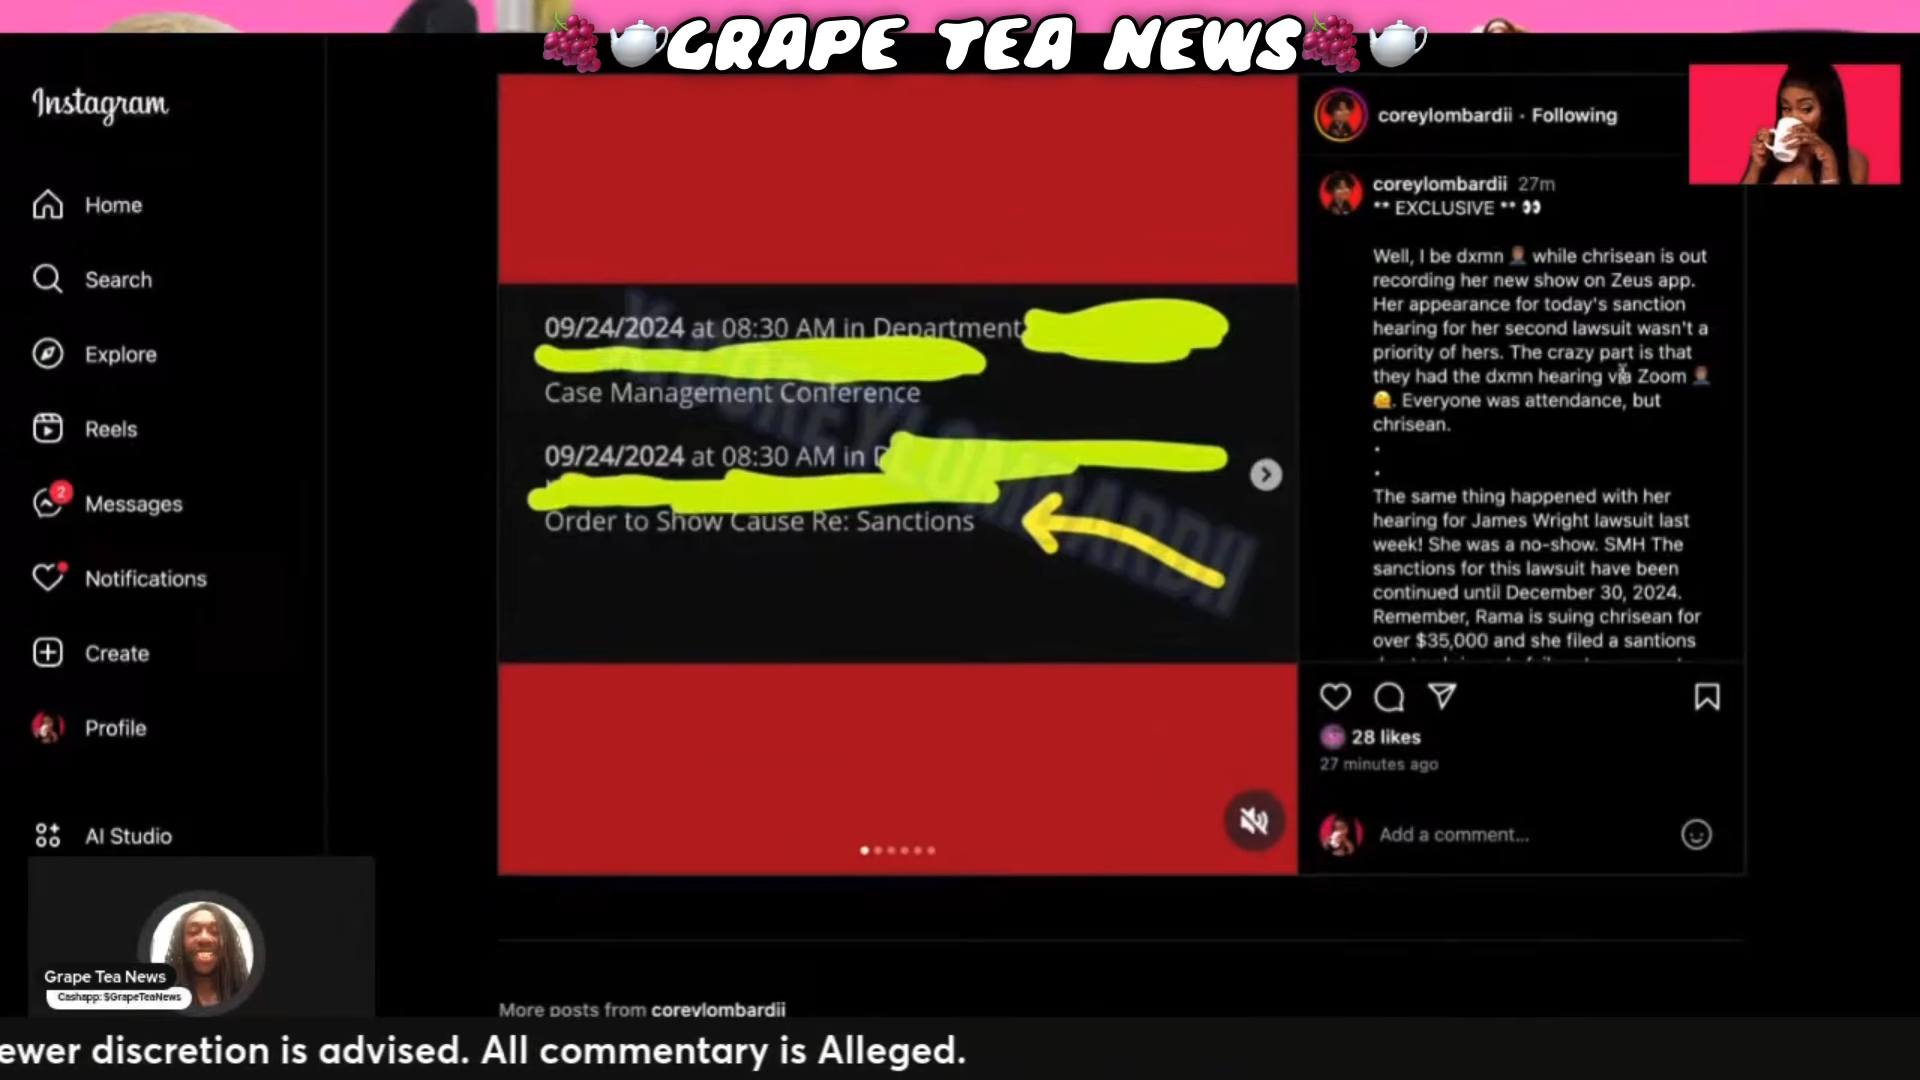 GRAPE TEA NEWS
Instagram
Home
Search
Explore
Reels
2
Messages
Notifications
Create
Profile
AI Studio
09/24/2024 at 08:30 AM in Department
Case Management Conference
09/24/2024 at 08:30 AM in D
Order to Show Cause Re: Sanctions
coreylombardii • Following
coreylombardii 27m
** EXCLUSIVE ** 👀
Well, I be dxmn 🤦🏾‍♂️ while chrisean is out
recording her new show on Zeus app.
Her appearance for today's sanction
hearing for her second lawsuit wasn't a
priority of hers. The crazy part is that
they had the dxmn hearing via Zoom 🤦🏾‍♂️
🫠. Everyone was attendance, but
chrisean.
.
.
The same thing happened with her
hearing for James Wright lawsuit last
week! She was a no-show. SMH The
sanctions for this lawsuit have been
continued until December 30, 2024.
Remember, Rama is suing chrisean for
over $35,000 and she filed a santions
28 likes
27 minutes ago
Add a comment...
More posts from coreylombardii
Grape Tea News
Cashapp: $GrapeTeaNews
ewer discretion is advised. All commentary is Alleged.